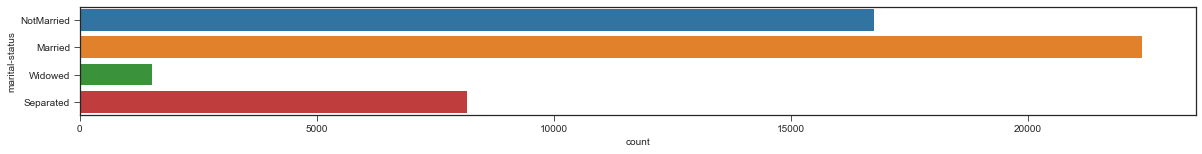 marital-status
NotMarried
Married
Widowed
Separated
0 5000 10000 15000 20000
count